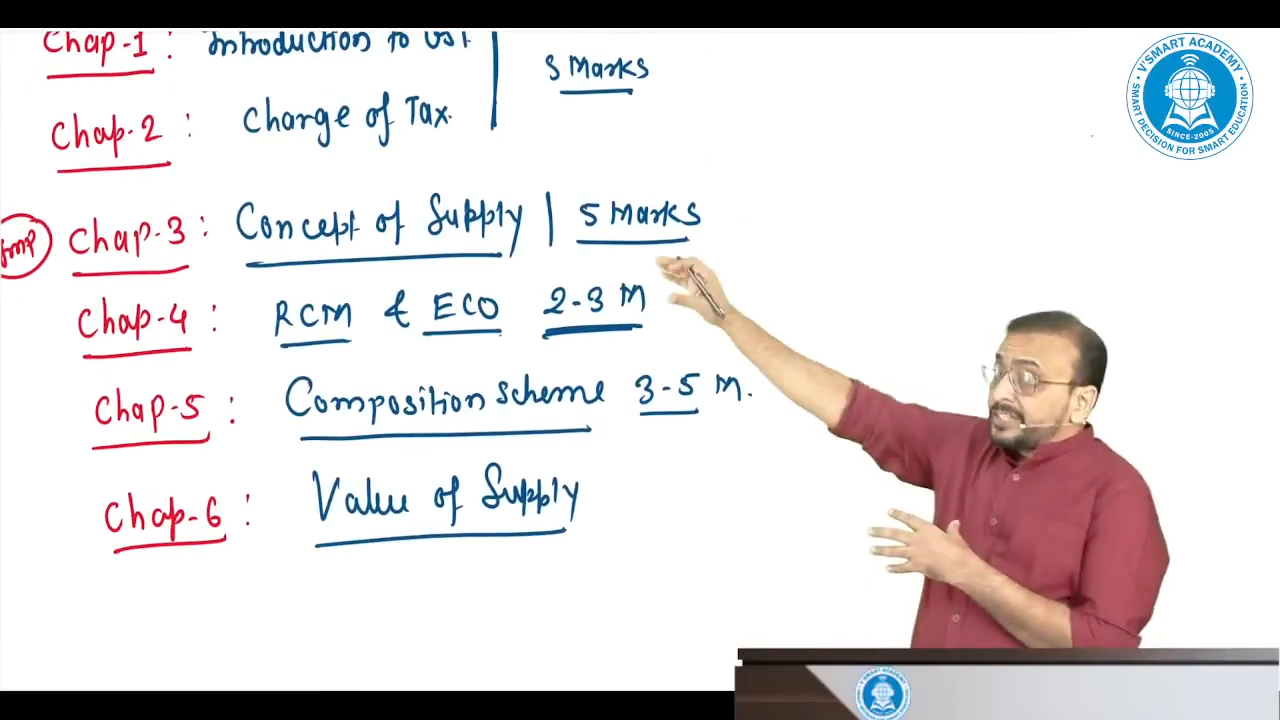 Chap-1 : Introduction to GST.
5 Marks
Chap-2 : Charge of Tax.
Imp Chap-3 : Concept of Supply | 5 Marks
Chap-4 : RCM & ECO 2-3 M
Chap-5 : Composition Scheme 3-5 M.
Chap-6 : Value of Supply
V'SMART ACADEMY
SINCE-2005
SMART DECISION FOR SMART EDUCATION